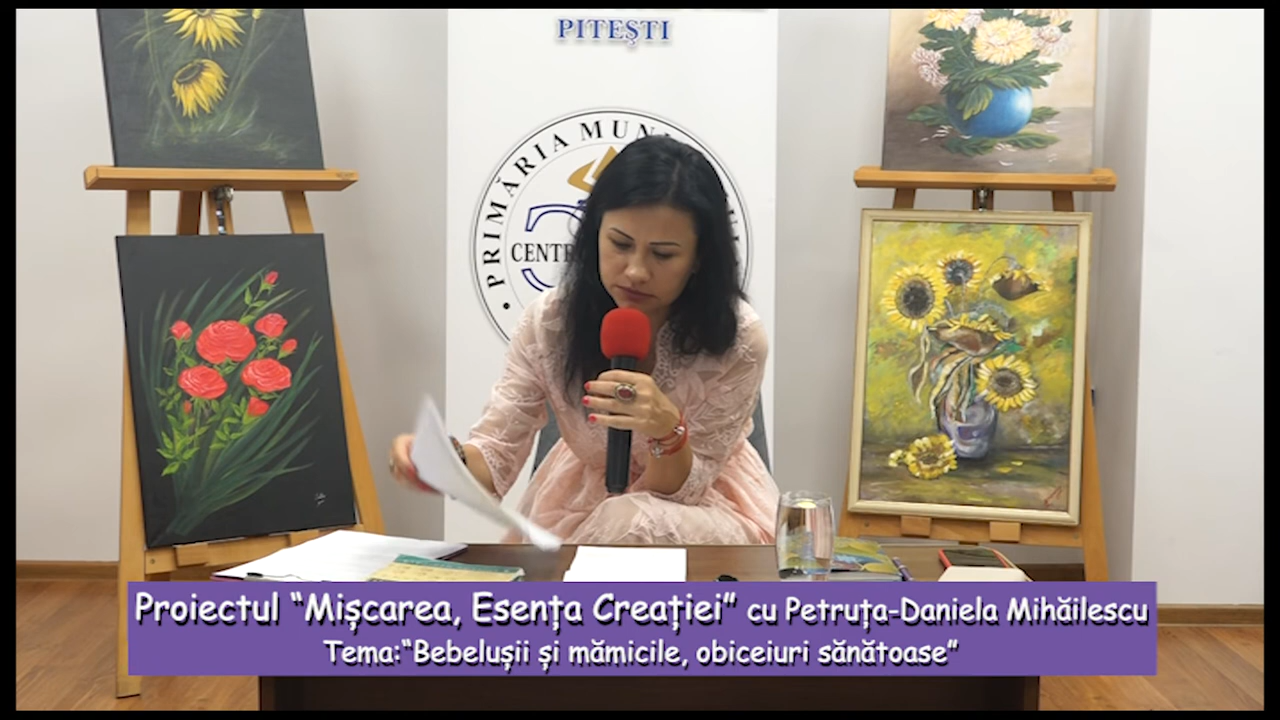 PITEȘTI
PRIMĂRIA MUN
CENTR
Proiectul “Mișcarea, Esența Creației” cu Petruța-Daniela Mihăilescu
Tema:“Bebelușii și mămicile, obiceiuri sănătoase”